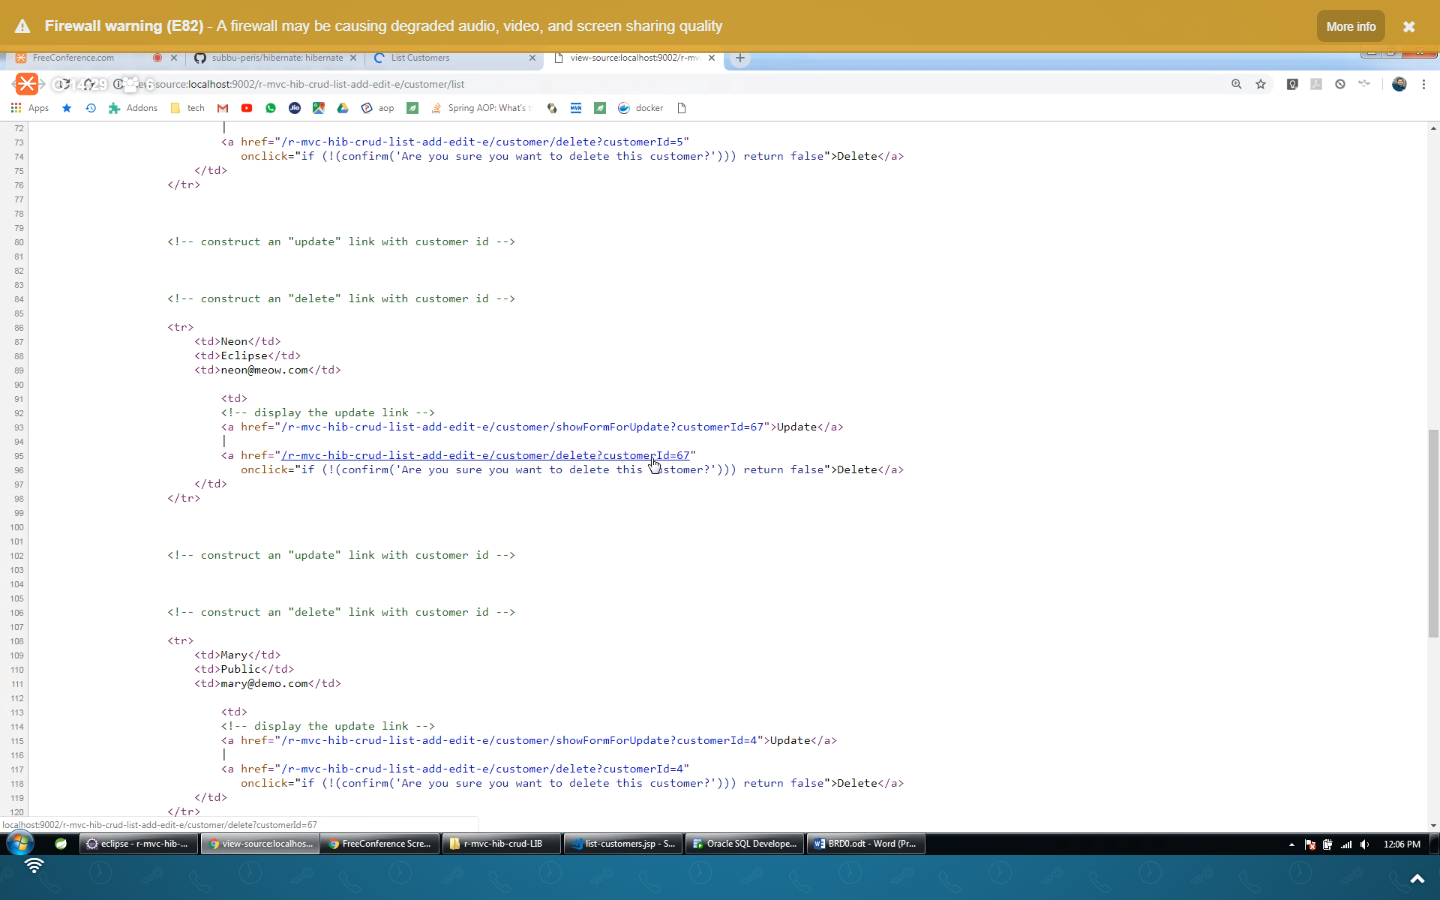 Firewall warning (E82) - A firewall may be causing degraded audio, video, and screen sharing quality
More info
FreeConference.com
subbu-peris/hibernate: hibernate
List Customers
view-source:localhost:9002/r-mv
source:localhost:9002/r-mvc-hib-crud-list-add-edit-e/customer/list
Apps
Addons
tech
aop
Spring AOP: What's
docker
72 |
73 <a href="/r-mvc-hib-crud-list-add-edit-e/customer/delete?customerId=5"
74 onclick="if (!(confirm('Are you sure you want to delete this customer?'))) return false">Delete</a>
75 </td>
76 </tr>
77
78
79
80 <!-- construct an "update" link with customer id -->
81
82
83
84 <!-- construct an "delete" link with customer id -->
85
86 <tr>
87 <td>Neon</td>
88 <td>Eclipse</td>
89 <td>neon@meow.com</td>
90
91 <td>
92 <!-- display the update link -->
93 <a href="/r-mvc-hib-crud-list-add-edit-e/customer/showFormForUpdate?customerId=67">Update</a>
94 |
95 <a href="/r-mvc-hib-crud-list-add-edit-e/customer/delete?customerId=67"
96 onclick="if (!(confirm('Are you sure you want to delete this customer?'))) return false">Delete</a>
97 </td>
98 </tr>
99
100
101
102 <!-- construct an "update" link with customer id -->
103
104
105
106 <!-- construct an "delete" link with customer id -->
107
108 <tr>
109 <td>Mary</td>
110 <td>Public</td>
111 <td>mary@demo.com</td>
112
113 <td>
114 <!-- display the update link -->
115 <a href="/r-mvc-hib-crud-list-add-edit-e/customer/showFormForUpdate?customerId=4">Update</a>
116 |
117 <a href="/r-mvc-hib-crud-list-add-edit-e/customer/delete?customerId=4"
118 onclick="if (!(confirm('Are you sure you want to delete this customer?'))) return false">Delete</a>
119 </td>
120 </tr>
localhost:9002/r-mvc-hib-crud-list-add-edit-e/customer/delete?customerId=67
eclipse - r-mvc-hib-...
view-source:localhos...
FreeConference Scre...
r-mvc-hib-crud-LIB
list-customers.jsp - S...
Oracle SQL Develope...
BRD0.odt - Word (Pr...
12:06 PM